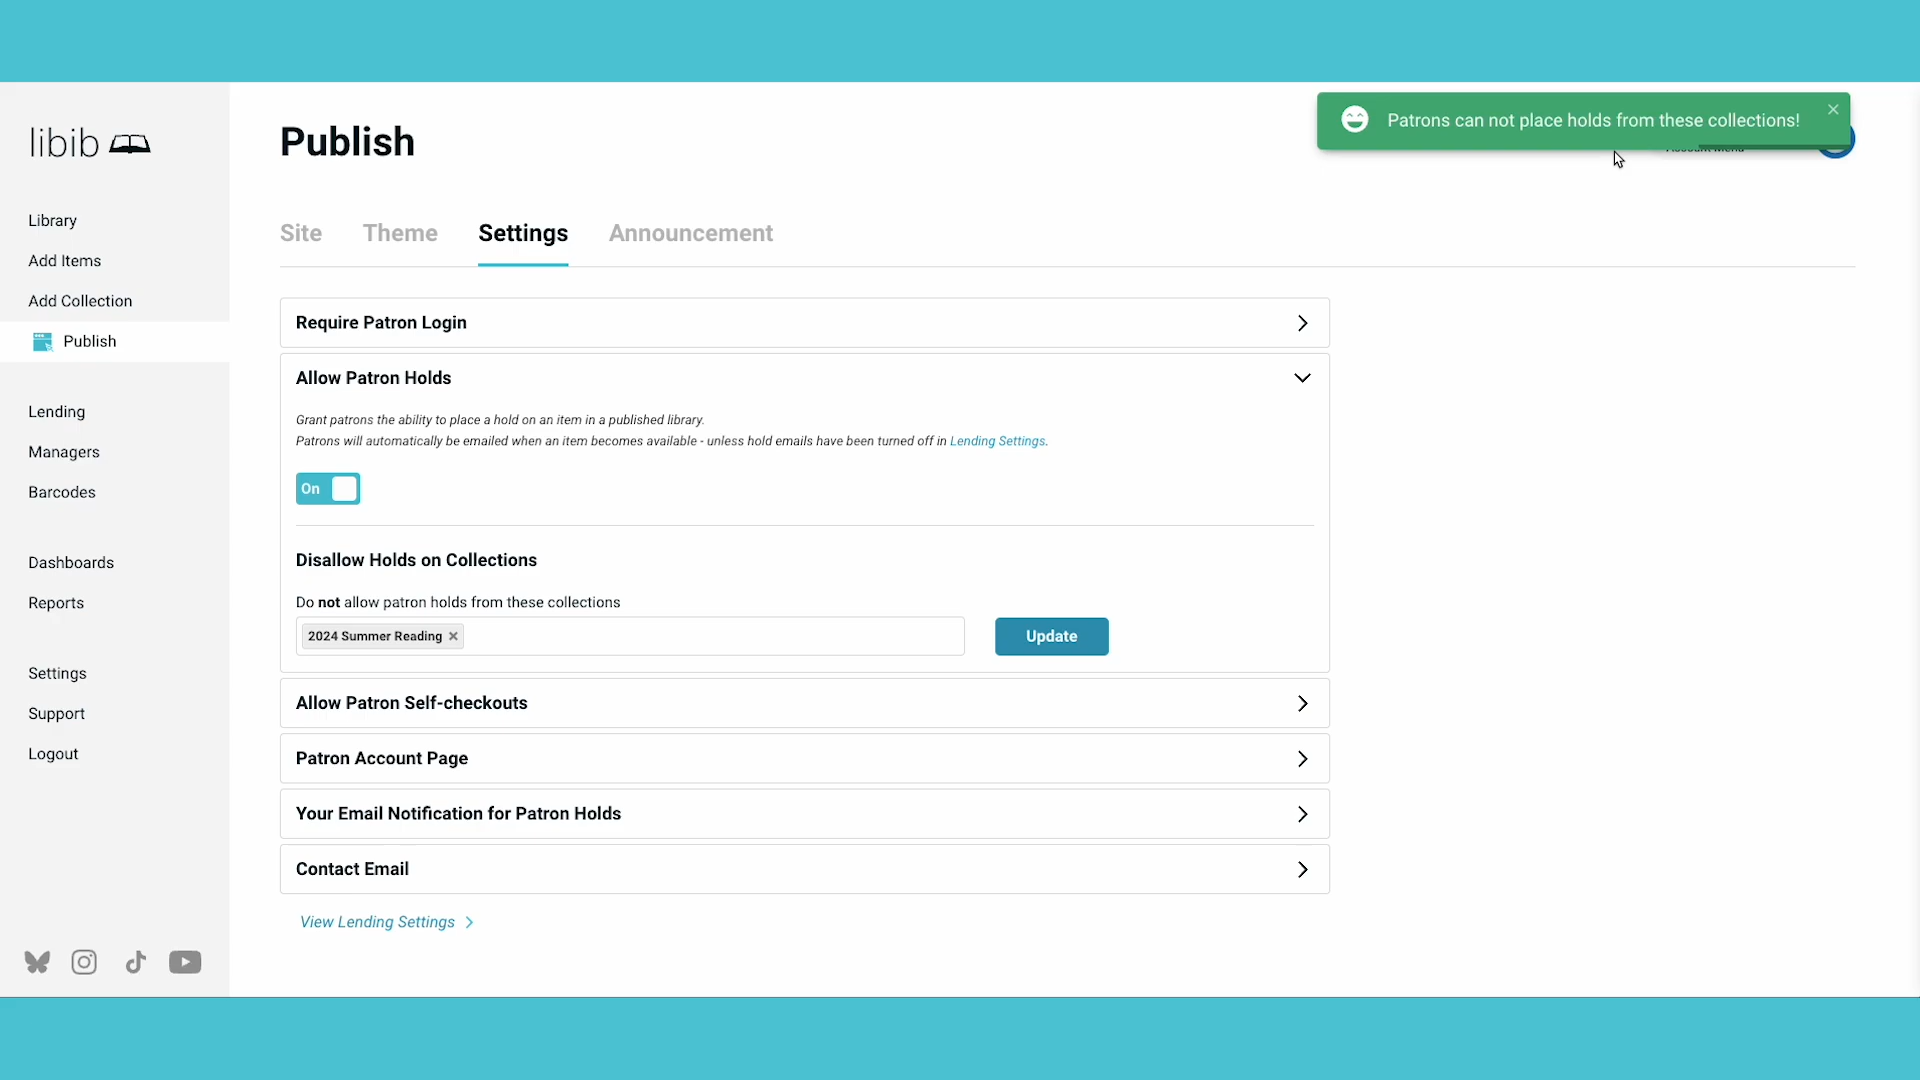 libib
Library
Add Items
Add Collection
Publish
Lending
Managers
Barcodes
Dashboards
Reports
Settings
Support
Logout
Publish
Patrons can not place holds from these collections!
Account Menu
Site Theme Settings Announcement
Require Patron Login
Allow Patron Holds
Grant patrons the ability to place a hold on an item in a published library.
Patrons will automatically be emailed when an item becomes available - unless hold emails have been turned off in Lending Settings.
On
Disallow Holds on Collections
Do not allow patron holds from these collections
2024 Summer Reading
Update
Allow Patron Self-checkouts
Patron Account Page
Your Email Notification for Patron Holds
Contact Email
View Lending Settings